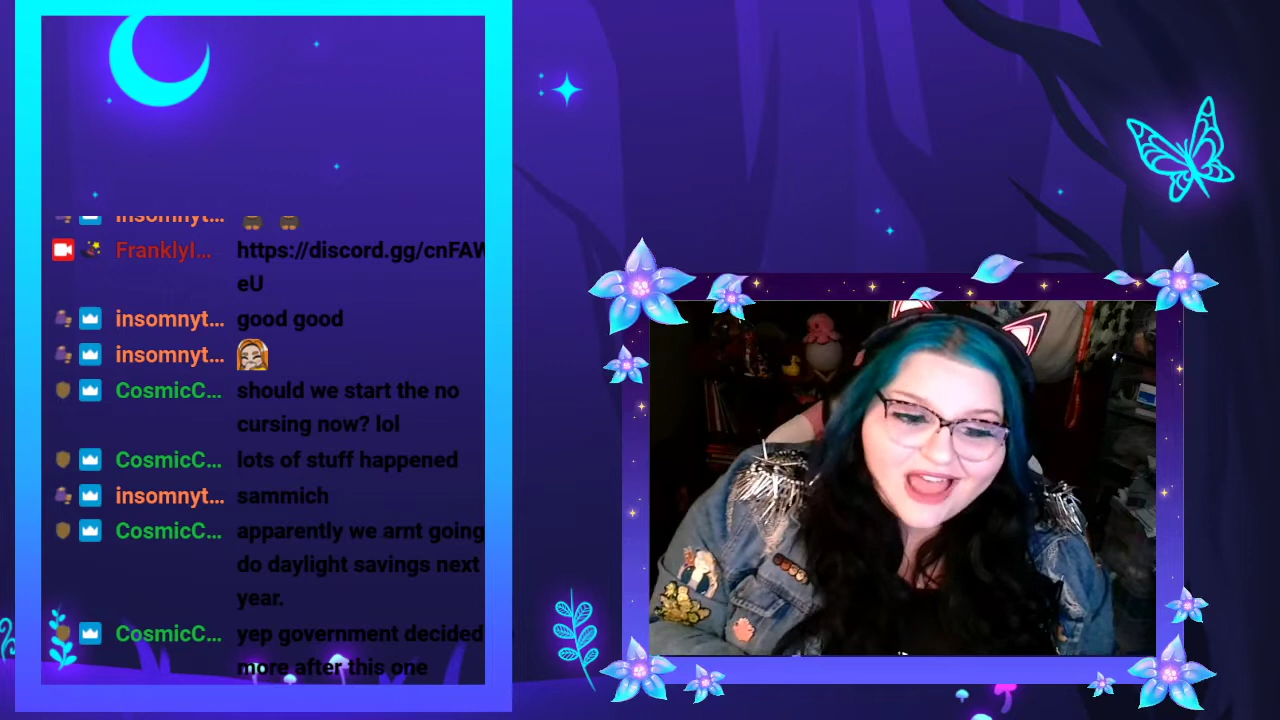 insomnyt...
FranklyI... https://discord.gg/cnFAW
eU
insomnyt... good good
insomnyt...
CosmicC... should we start the no
cursing now? lol
CosmicC... lots of stuff happened
insomnyt... sammich
CosmicC... apparently we arnt going
do daylight savings next
year.
CosmicC... yep government decided
more after this one